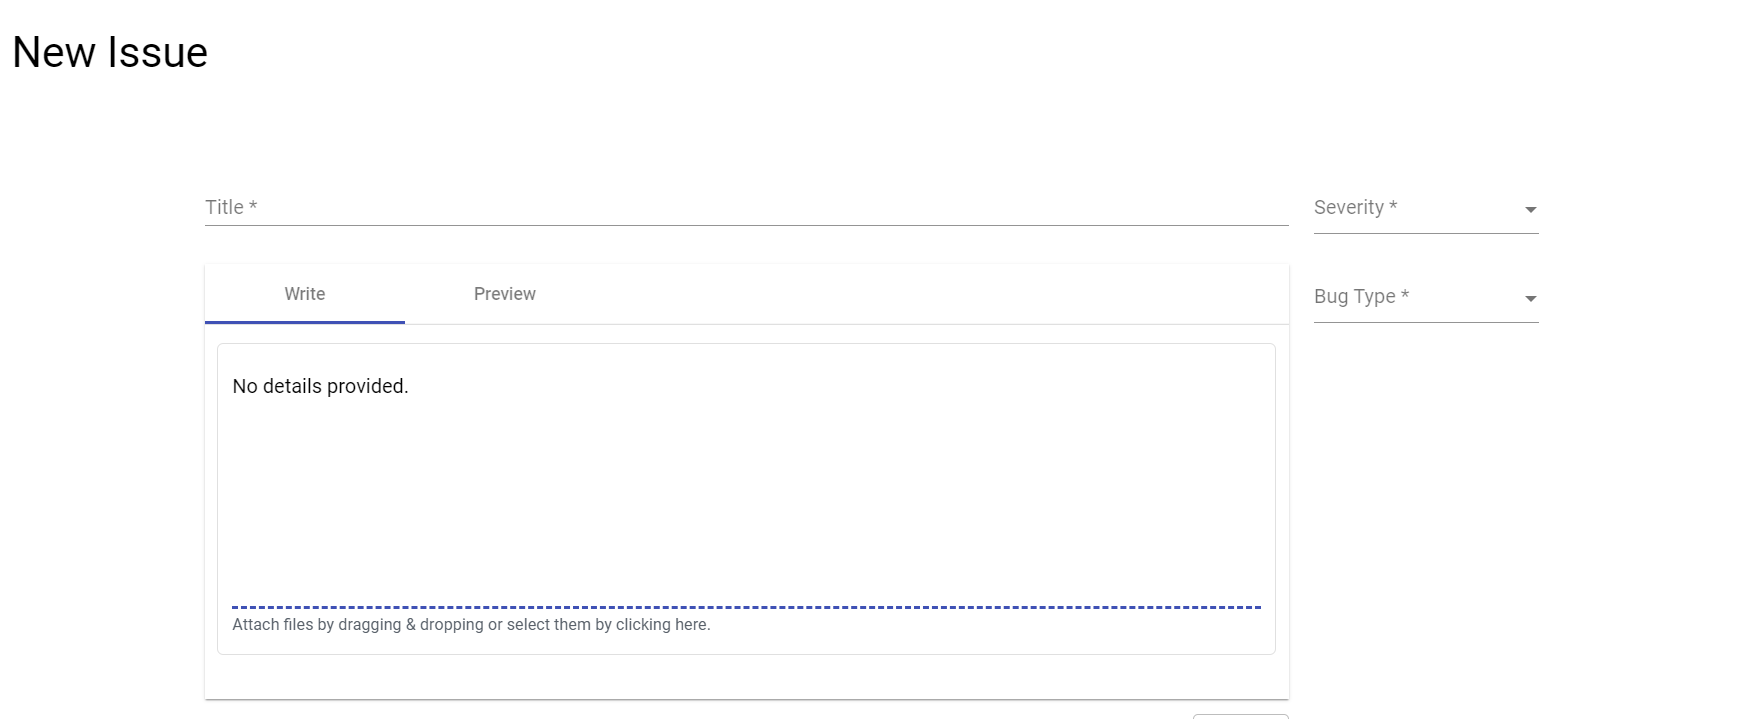 New Issue
Title *
Severity *
Write
Preview
Bug Type *
No details provided.
Attach files by dragging & dropping or select them by clicking here.